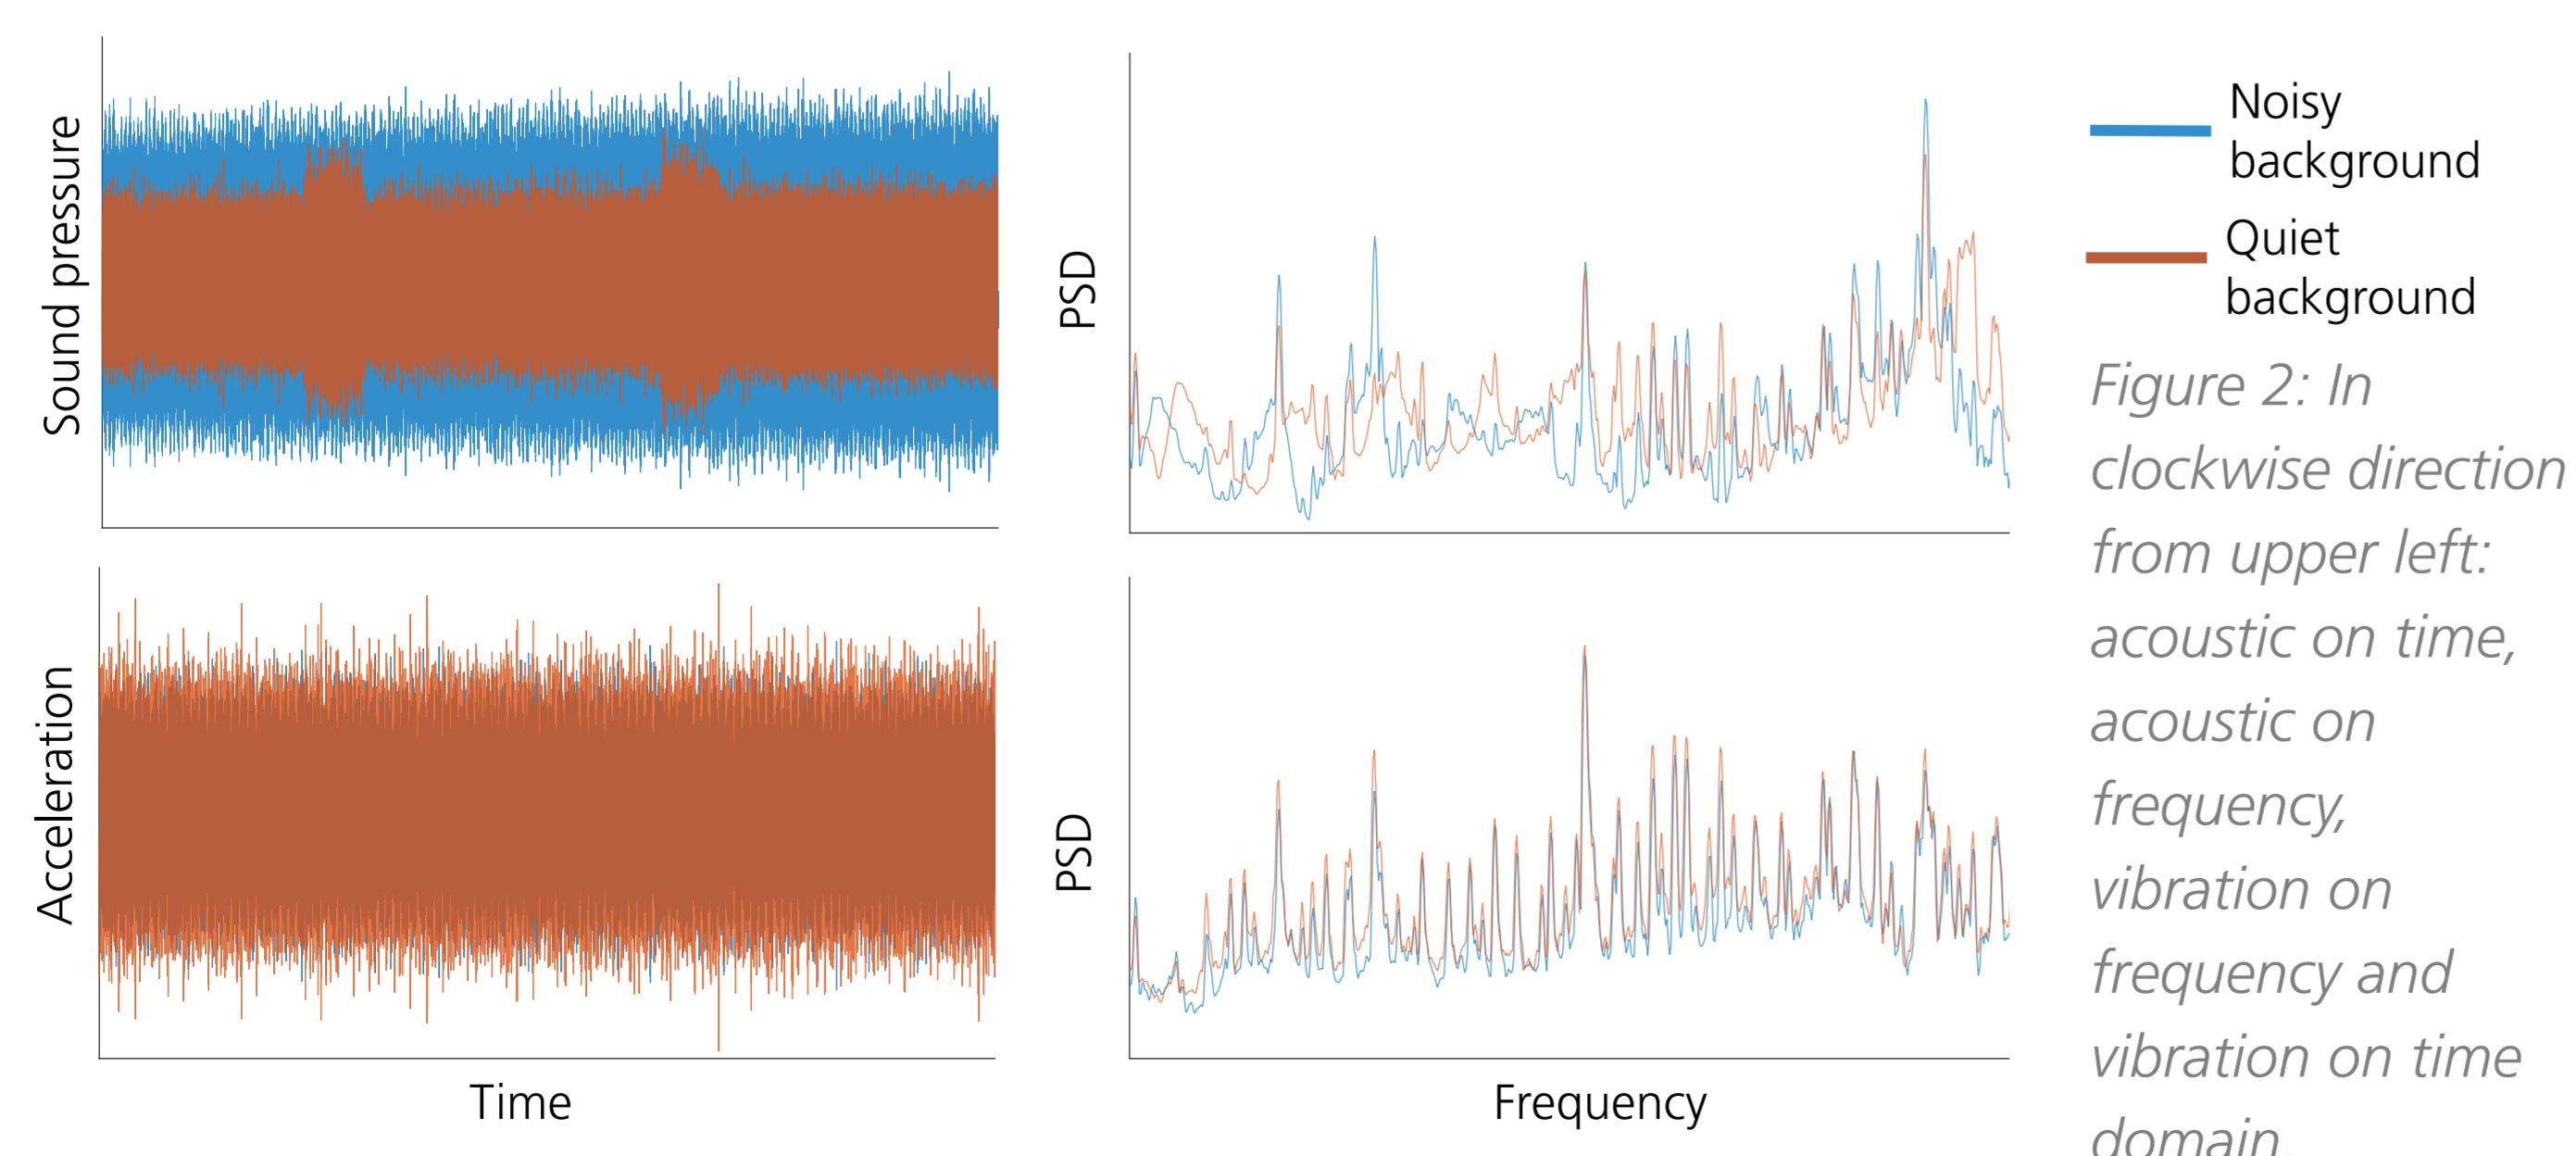 Sound pressure
PSD
Noisy
background
Quiet
background
Acceleration
PSD
Time
Frequency
Figure 2: In
clockwise direction
from upper left:
acoustic on time,
acoustic on
frequency,
vibration on
frequency and
vibration on time
domain.